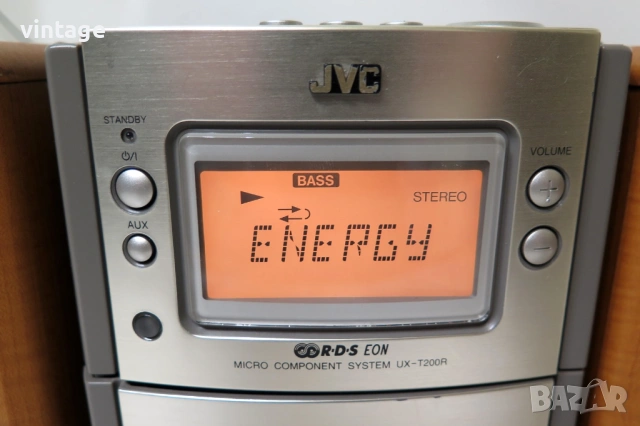 vintage
JVC
STANDBY
⏻/I
AUX
BASS
STEREO
ENERGY
VOLUME
+
−
R·D·S EON
MICRO COMPONENT SYSTEM UX-T200R
BAZAR